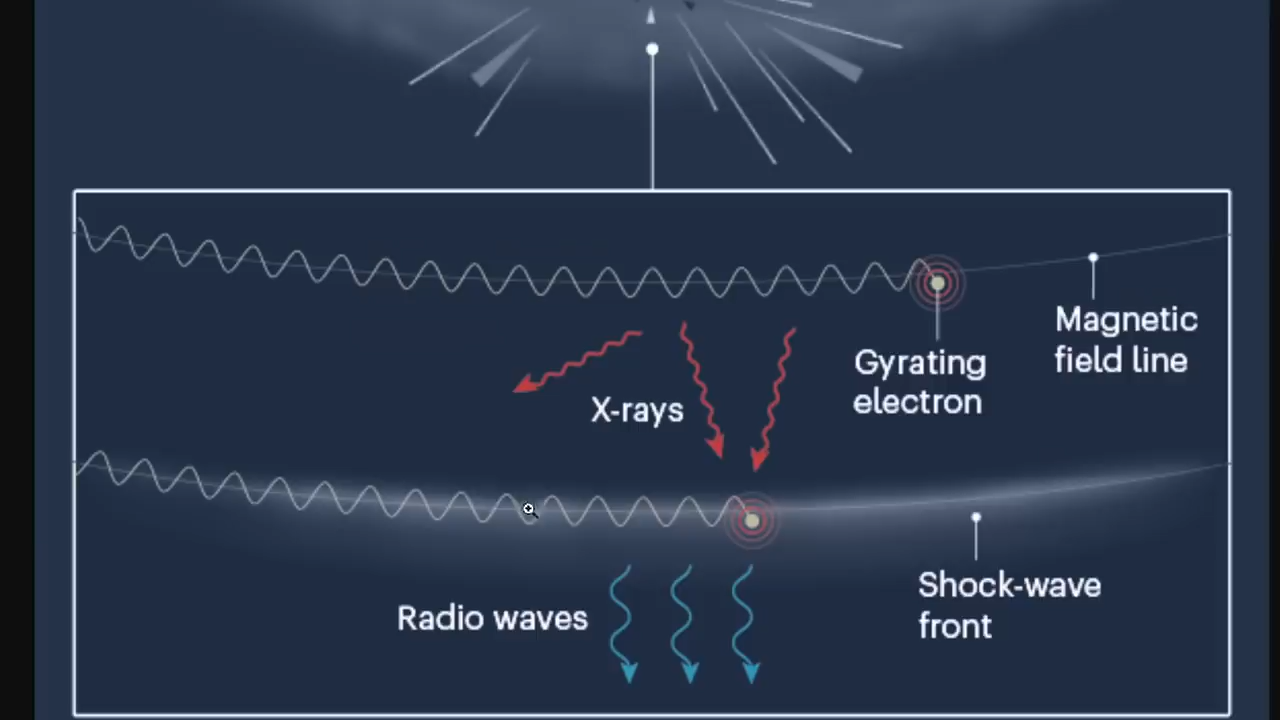 Magnetic
field line
Gyrating
electron
X-rays
Shock-wave
front
Radio waves